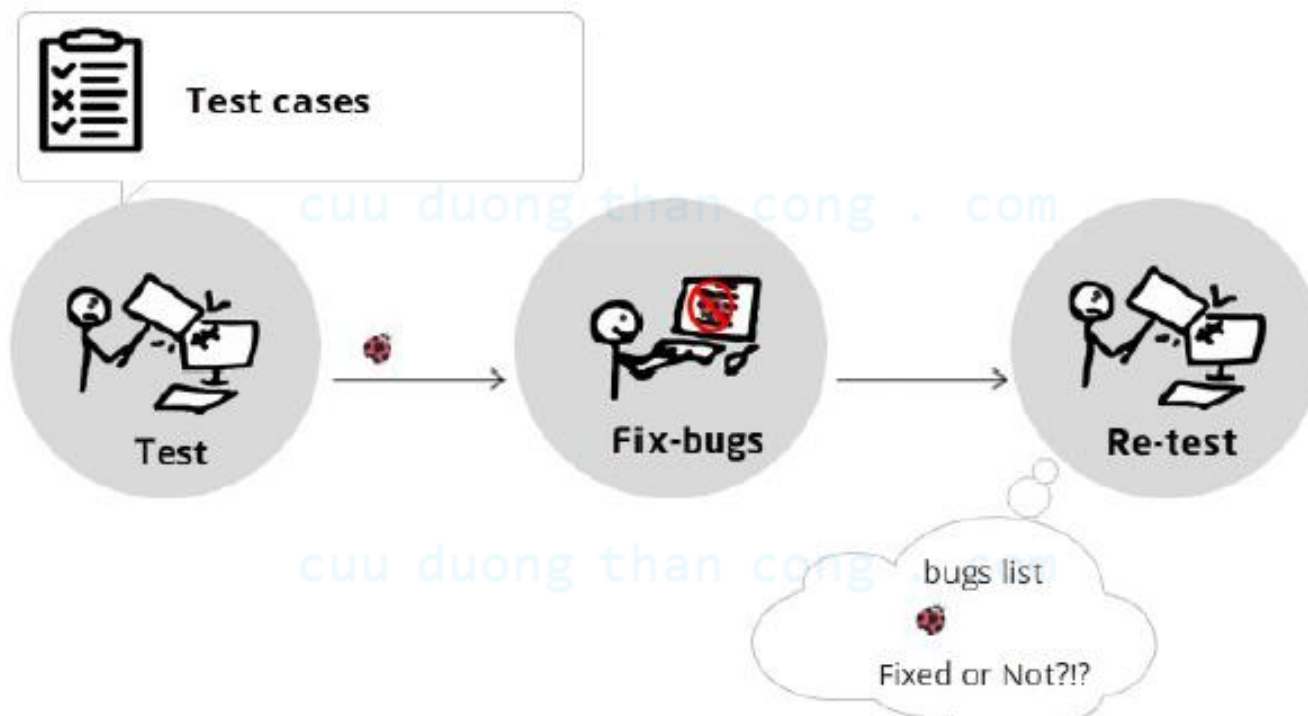 Test cases
cuu duong than cong . com
Test
Fix-bugs
Re-test
cuu duong than cong . com
bugs list
Fixed or Not?!?